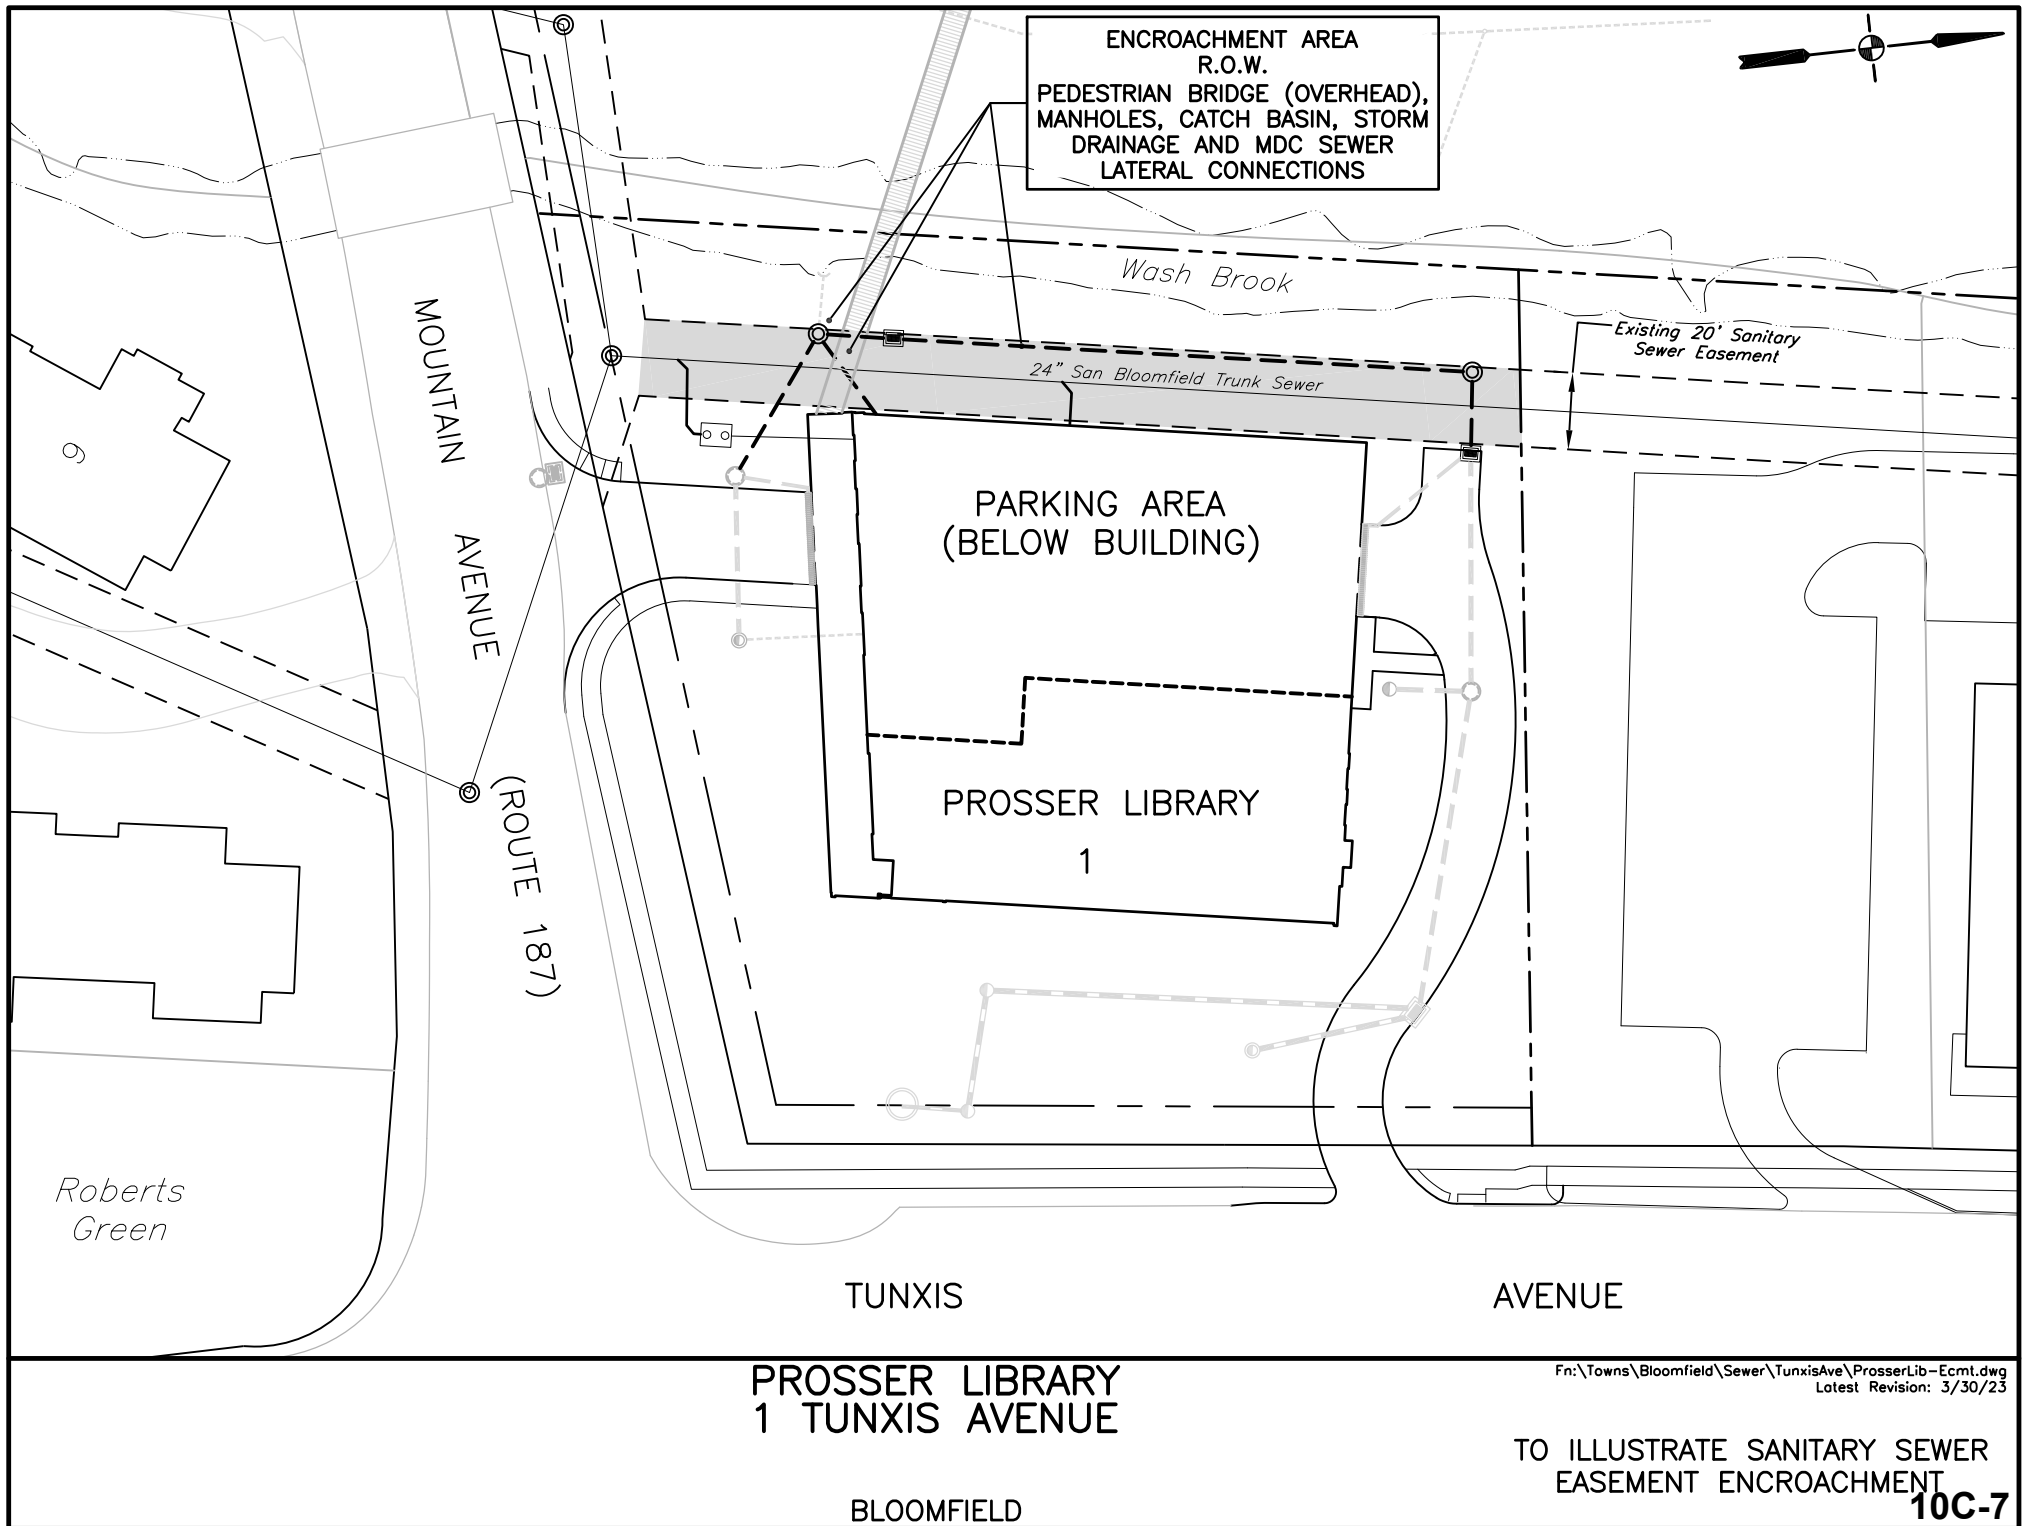 ENCROACHMENT AREA
R.O.W.
PEDESTRIAN BRIDGE (OVERHEAD),
MANHOLES, CATCH BASIN, STORM
DRAINAGE AND MDC SEWER
LATERAL CONNECTIONS
Wash Brook
Existing 20' Sanitary
Sewer Easement
24" San Bloomfield Trunk Sewer
MOUNTAIN
AVENUE
(ROUTE 187)
9
PARKING AREA
(BELOW BUILDING)
PROSSER LIBRARY
1
Roberts
Green
TUNXIS
AVENUE
PROSSER LIBRARY
1 TUNXIS AVENUE
BLOOMFIELD
Fn:\Towns\Bloomfield\Sewer\TunxisAve\ProsserLib-Ecmt.dwg
Latest Revision: 3/30/23
TO ILLUSTRATE SANITARY SEWER
EASEMENT ENCROACHMENT
10C-7